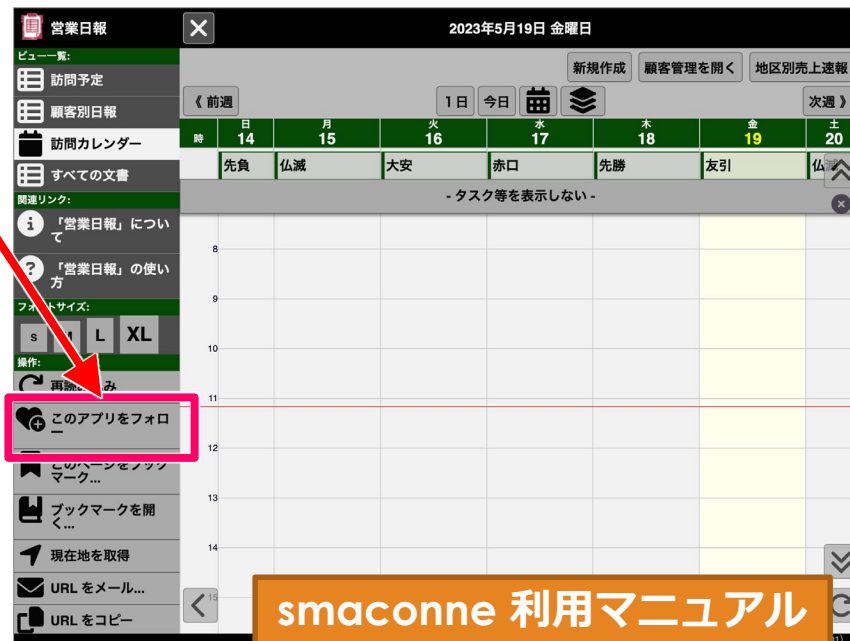 営業日報
2023年5月19日 金曜日
ビュー一覧:
訪問予定
顧客別日報
訪問カレンダー
すべての文書
関連リンク:
「営業日報」につい
て
「営業日報」の使い
方
フォントサイズ:
S M L XL
操作:
再読み込み
このアプリをフォロ
ー
このページをブック
マーク...
ブックマークを開
く...
現在地を取得
URL をメール...
URL をコピー
新規作成 顧客管理を開く 地区別売上速報
《 前週 1日 今日 次週 》
時 日 14 月 15 火 16 水 17 木 18 金 19 土 20
先負 仏滅 大安 赤口 先勝 友引 仏滅
- タスク等を表示しない -
8
9
10
11
12
13
14
15
smaconne 利用マニュアル